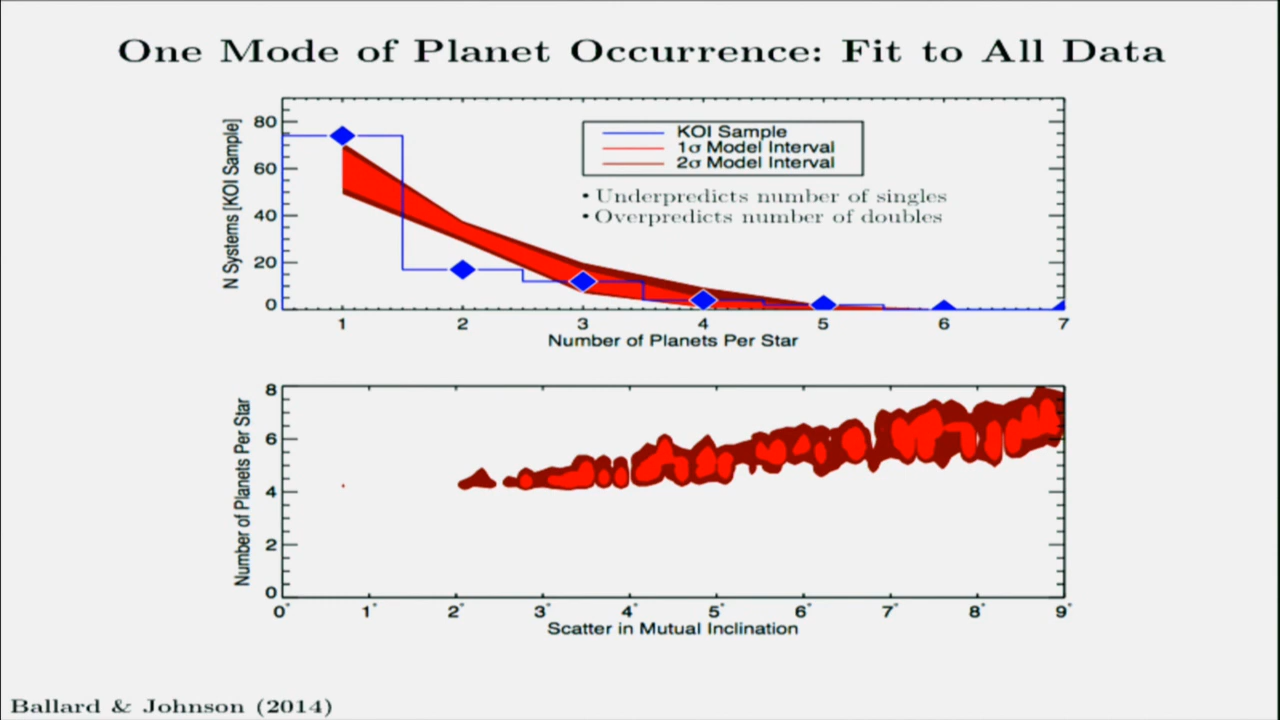 One Mode of Planet Occurrence: Fit to All Data
N Systems [KOI Sample]
80
60
40
20
0
KOI Sample
1σ Model Interval
2σ Model Interval
• Underpredicts number of singles
• Overpredicts number of doubles
1 2 3 4 5 6 7
Number of Planets Per Star
Number of Planets Per Star
8
6
4
2
0
0° 1° 2° 3° 4° 5° 6° 7° 8° 9°
Scatter in Mutual Inclination
Ballard & Johnson (2014)